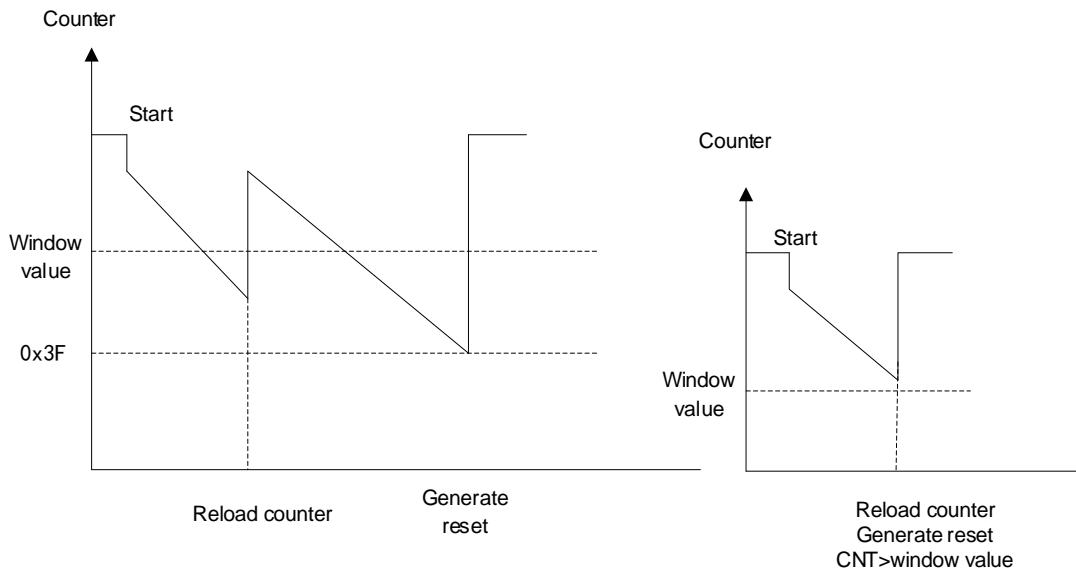 Counter
Start
Window
value
0x3F
Reload counter
Generate
reset
Counter
Start
Window
value
Reload counter
Generate reset
CNT>window value